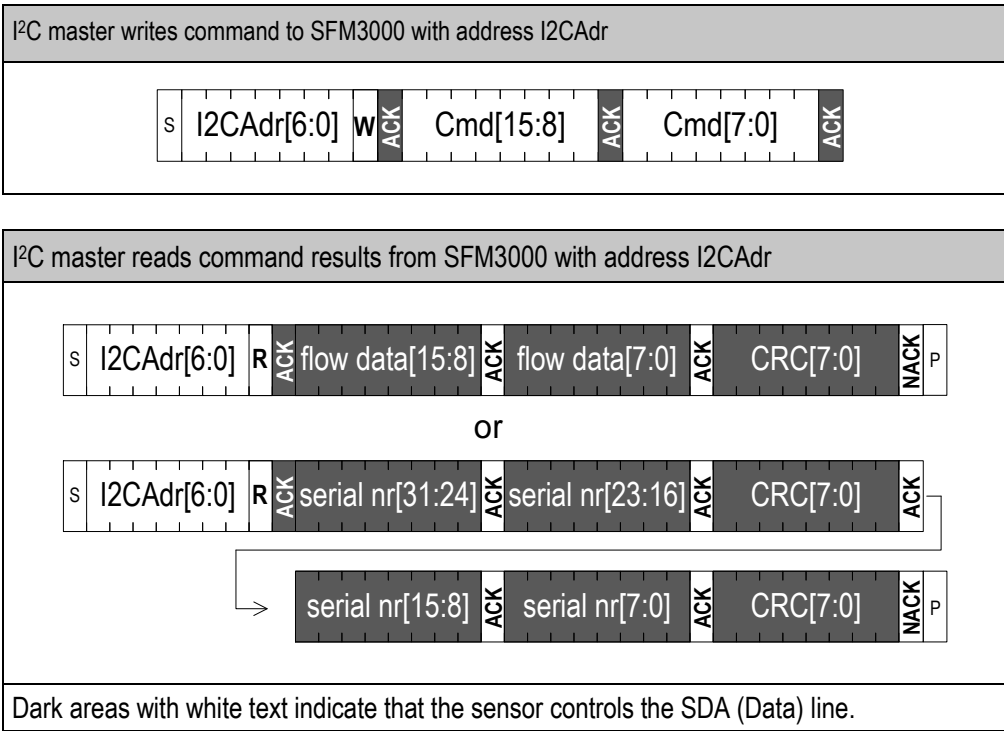 I²C master writes command to SFM3000 with address I2CAdr
S I2CAdr[6:0] W ACK Cmd[15:8] ACK Cmd[7:0] ACK
I²C master reads command results from SFM3000 with address I2CAdr
S I2CAdr[6:0] R ACK flow data[15:8] ACK flow data[7:0] ACK CRC[7:0] NACK P
or
S I2CAdr[6:0] R ACK serial nr[31:24] ACK serial nr[23:16] ACK CRC[7:0] ACK
serial nr[15:8] ACK serial nr[7:0] ACK CRC[7:0] NACK P
Dark areas with white text indicate that the sensor controls the SDA (Data) line.